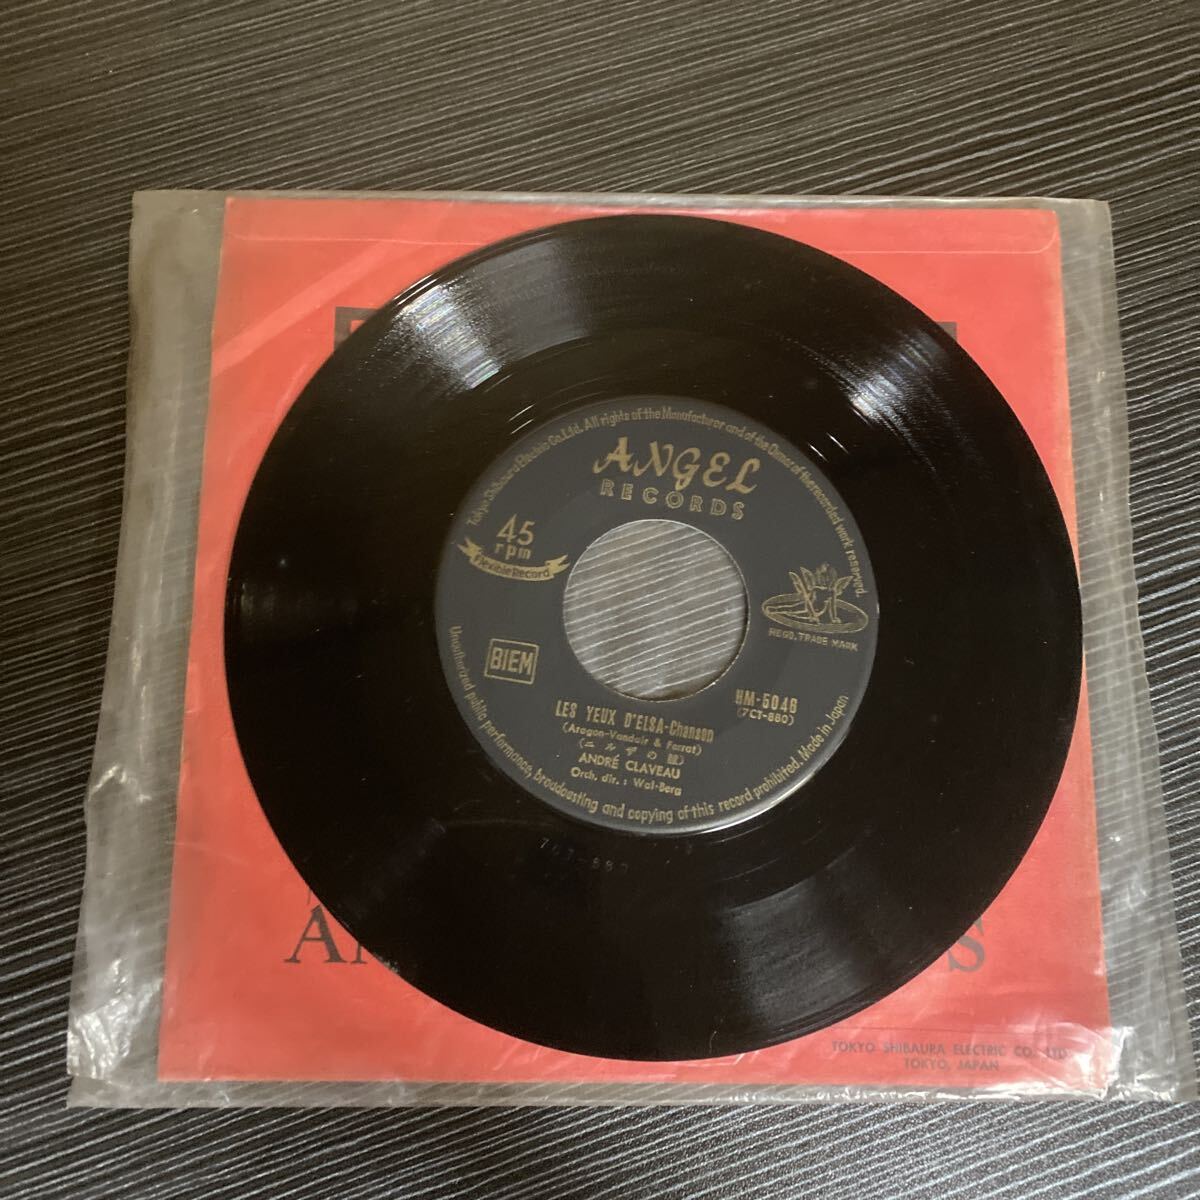 Tokyo Shibaura Electric Co.Ltd. All rights of the Manufacturer and of the Owner of the recorded work reserved.
ANGEL
RECORDS
45
rpm
Flexible Record
REGD. TRADE MARK
BIEM
HM-5046
(7CT-880)
LES YEUX D'ELSA-Chanson
(Aragon-Vandair & Ferrat)
ANDRÉ CLAVEAU
Orch. dir. : Wal-Berg
Unauthorized public performance, broadcasting and copying of this record prohibited. Made in Japan
7CT-880
A S
TOKYO SHIBAURA ELECTRIC CO. LTD
TOKYO, JAPAN